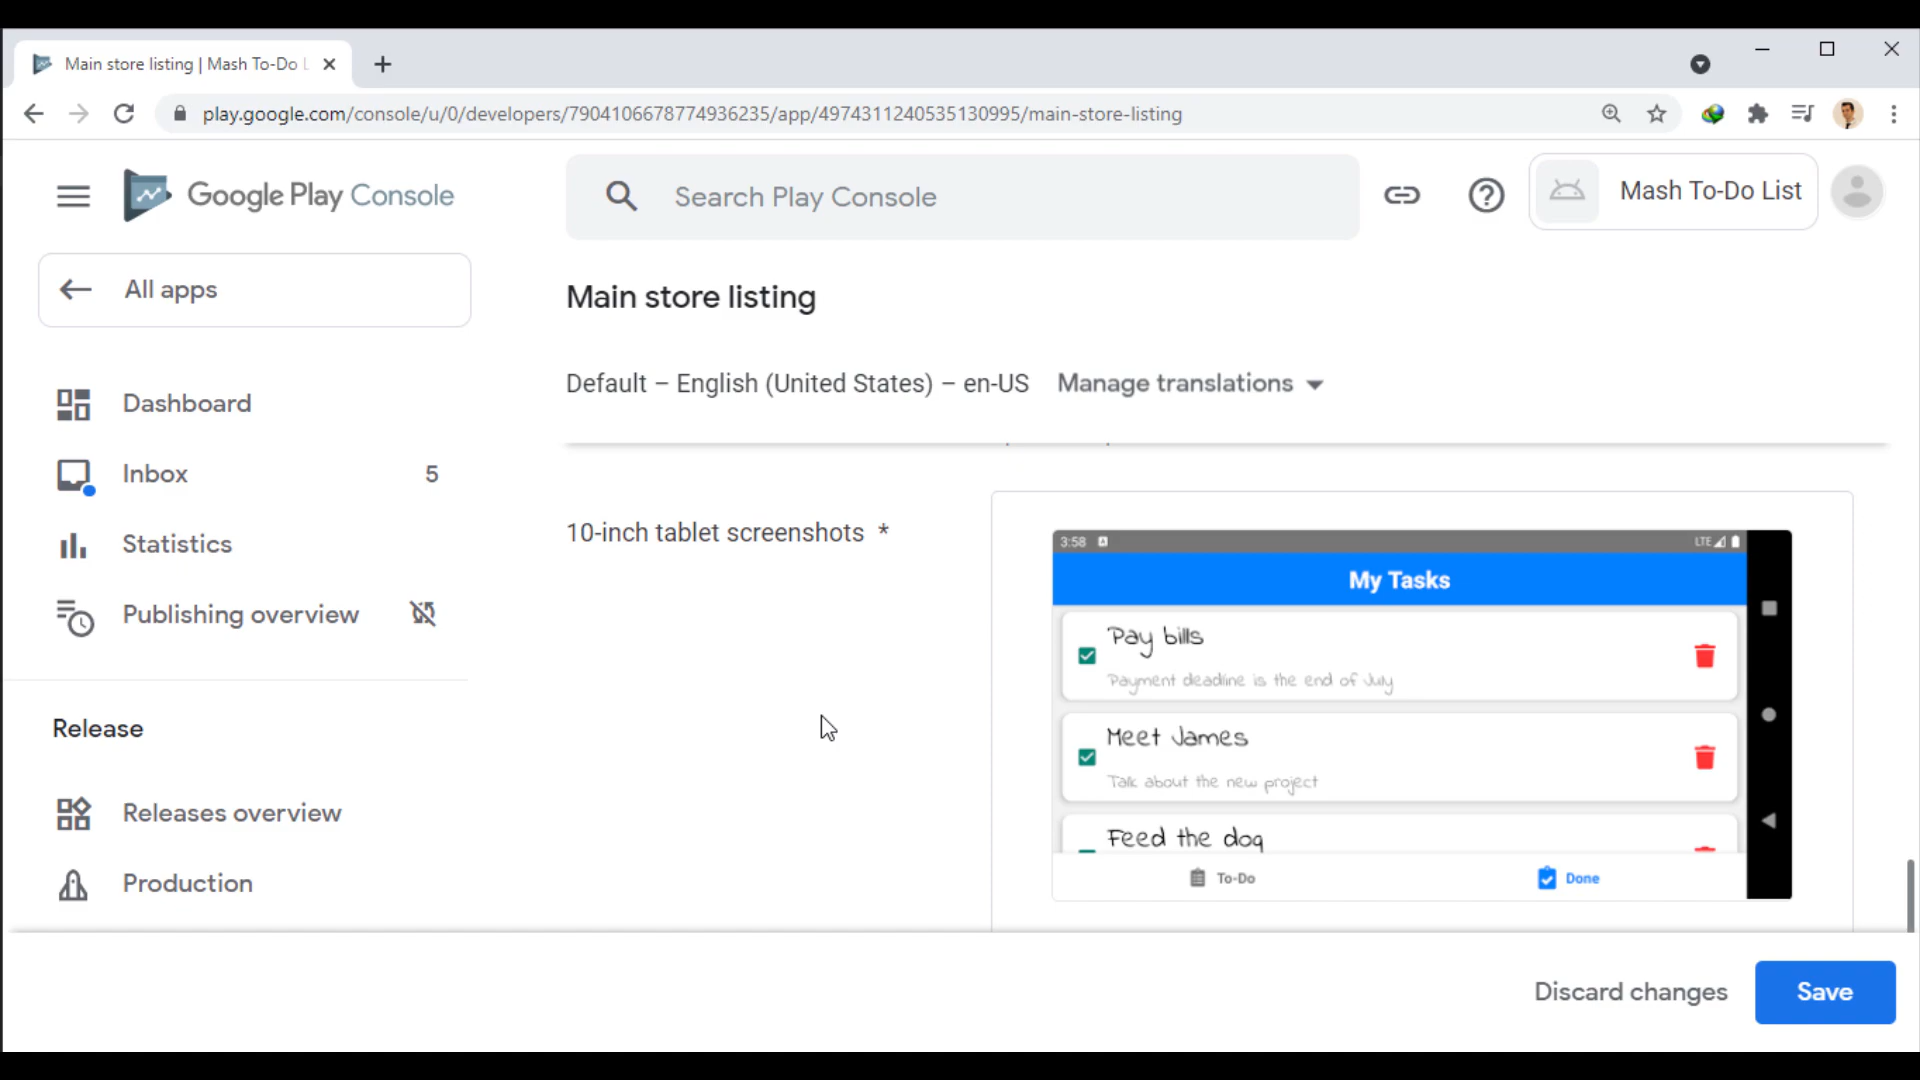 Main store listing | Mash To-Do L
play.google.com/console/u/0/developers/7904106678774936235/app/4974311240535130995/main-store-listing
Google Play Console
Search Play Console
Mash To-Do List
All apps
Main store listing
Default – English (United States) – en-US
Manage translations
Dashboard
Inbox
5
Statistics
Publishing overview
Release
Releases overview
Production
10-inch tablet screenshots *
3:58
LTE
My Tasks
Pay bills
Payment deadline is the end of July
Meet James
Talk about the new project
Feed the dog
To-Do
Done
Discard changes
Save